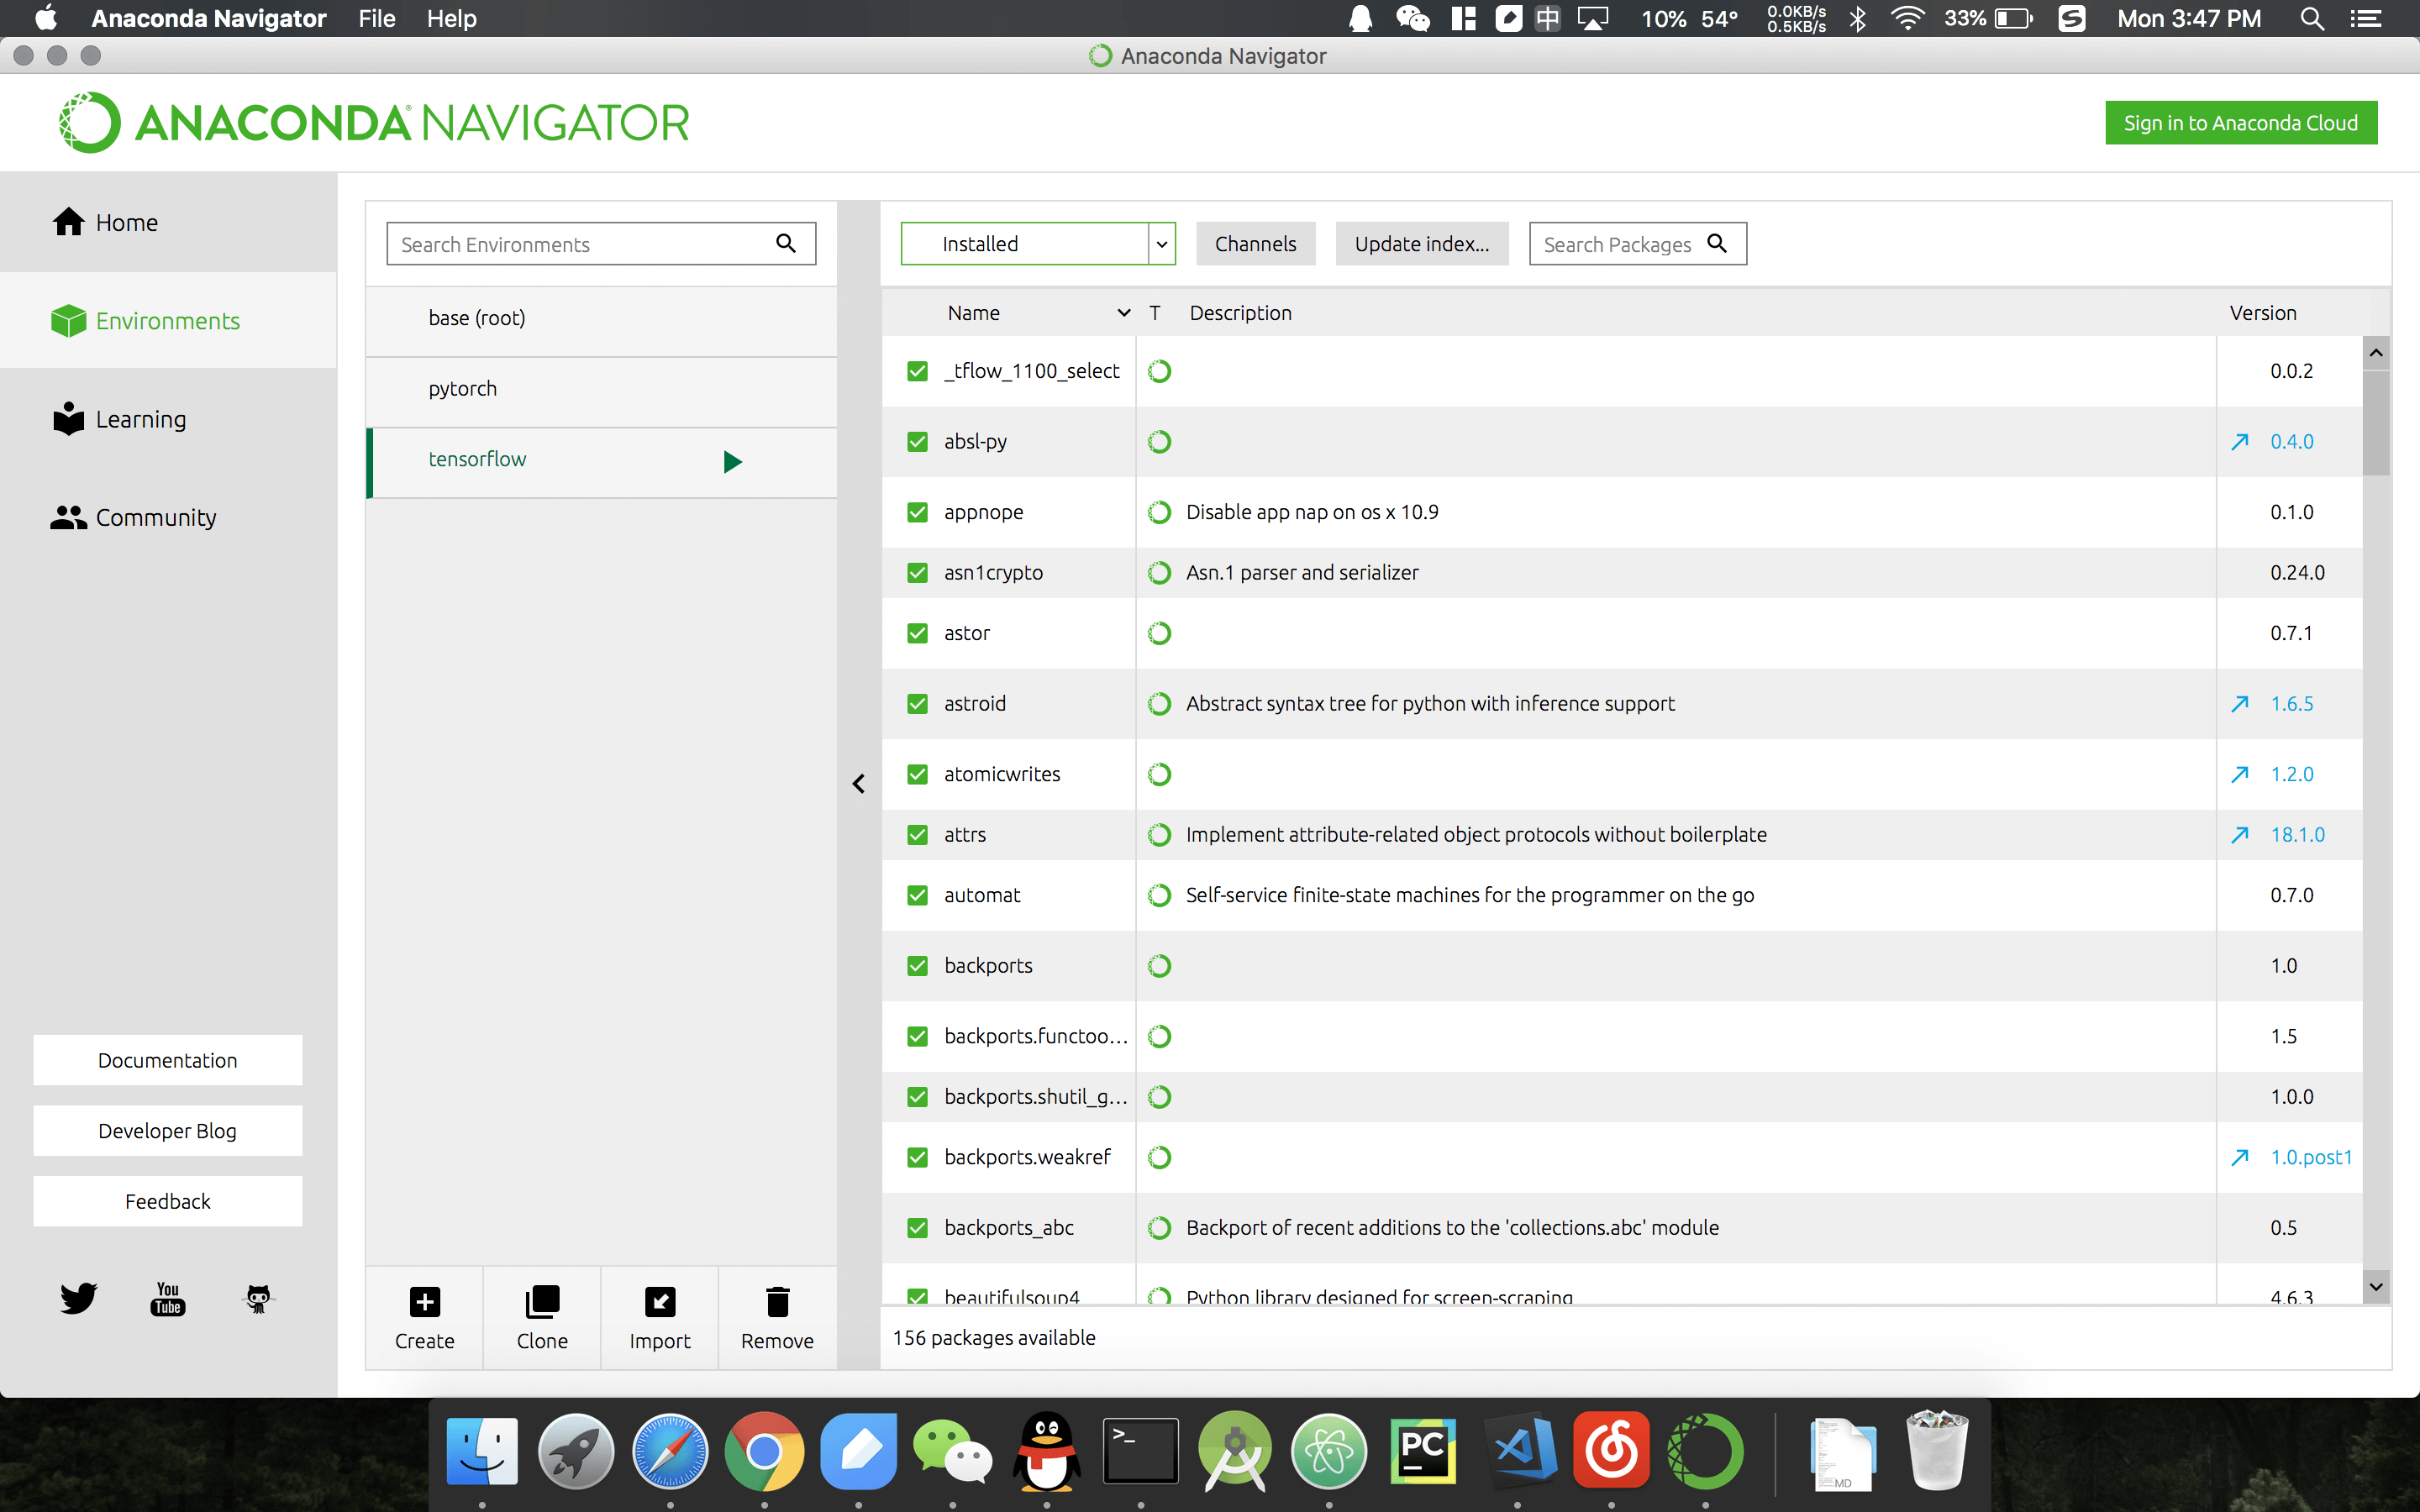 Anaconda Navigator File Help
中 10% 54° 0.0KB/s 0.5KB/s 33% S Mon 3:47 PM
Anaconda Navigator
ANACONDA NAVIGATOR
Sign in to Anaconda Cloud
Home
Environments
Learning
Community
Documentation
Developer Blog
Feedback
You
Tube
Search Environments
base (root)
pytorch
tensorflow
Create Clone Import Remove
Installed Channels Update index... Search Packages
Name T Description Version
_tflow_1100_select 0.0.2
absl-py 0.4.0
appnope Disable app nap on os x 10.9 0.1.0
asn1crypto Asn.1 parser and serializer 0.24.0
astor 0.7.1
astroid Abstract syntax tree for python with inference support 1.6.5
atomicwrites 1.2.0
attrs Implement attribute-related object protocols without boilerplate 18.1.0
automat Self-service finite-state machines for the programmer on the go 0.7.0
backports 1.0
backports.functoo... 1.5
backports.shutil_g... 1.0.0
backports.weakref 1.0.post1
backports_abc Backport of recent additions to the 'collections.abc' module 0.5
beautifulsoup4 Python library designed for screen-scraping 4.6.3
156 packages available
>_
PC
MD